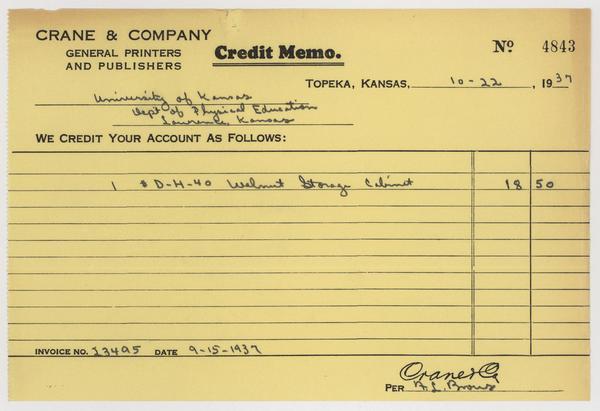 CRANE & COMPANY
GENERAL PRINTERS
AND PUBLISHERS
Credit Memo.
Nº 4843
TOPEKA, KANSAS, 10-22, 1937
University of Kansas
Dept of Physical Education
Lawrence, Kansas
WE CREDIT YOUR ACCOUNT AS FOLLOWS:
1 # D-H-40 Walnut Storage Cabinet 18 50
INVOICE NO. I3495 DATE 9-15-1937
Crane & Co
PER A. L. Brown